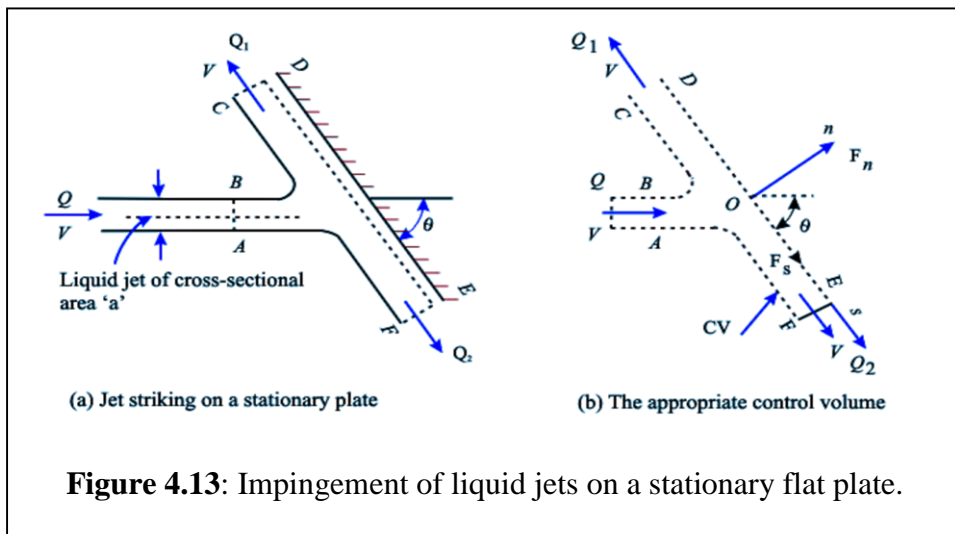 Q₁
V
D
C
Q
B
V
A
θ
Liquid jet of cross-sectional
area ‘a’
E
F
Q₂
(a) Jet striking on a stationary plate
Q1
V
D
C
n
Fn
Q
B
O
V
A
θ
Fs
E
s
CV
F
V
Q2
(b) The appropriate control volume
Figure 4.13: Impingement of liquid jets on a stationary flat plate.